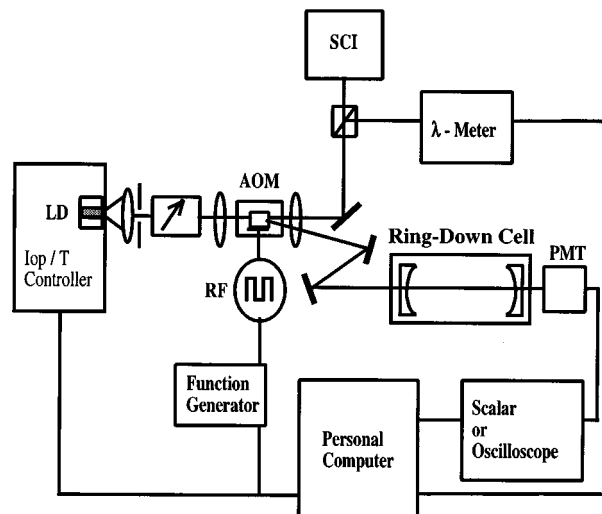 SCI
λ - Meter
AOM
LD
Iop / T
Controller
Ring-Down Cell
PMT
RF
Function
Generator
Personal
Computer
Scalar
or
Oscilloscope